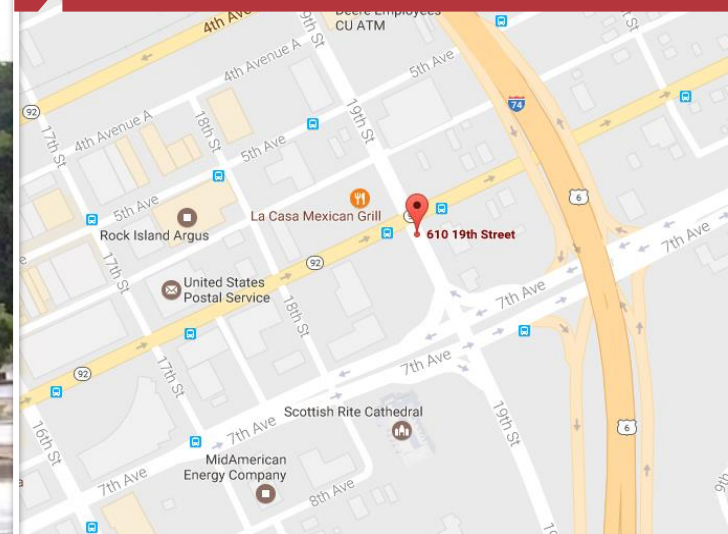 Deere Employees
CU ATM
4th Ave
19th St
4th Avenue A
5th Ave
92
74
17th St
4th Avenue A
18th St
19th St
5th Ave
La Casa Mexican Grill
6
5th Ave
Rock Island Argus
610 19th Street
7th Ave
92
United States
Postal Service
17th St
18th St
7th Ave
92
7th Ave
17th St
16th St
Scottish Rite Cathedral
19th St
6
7th Ave
MidAmerican
Energy Company
7th Ave
8th Ave